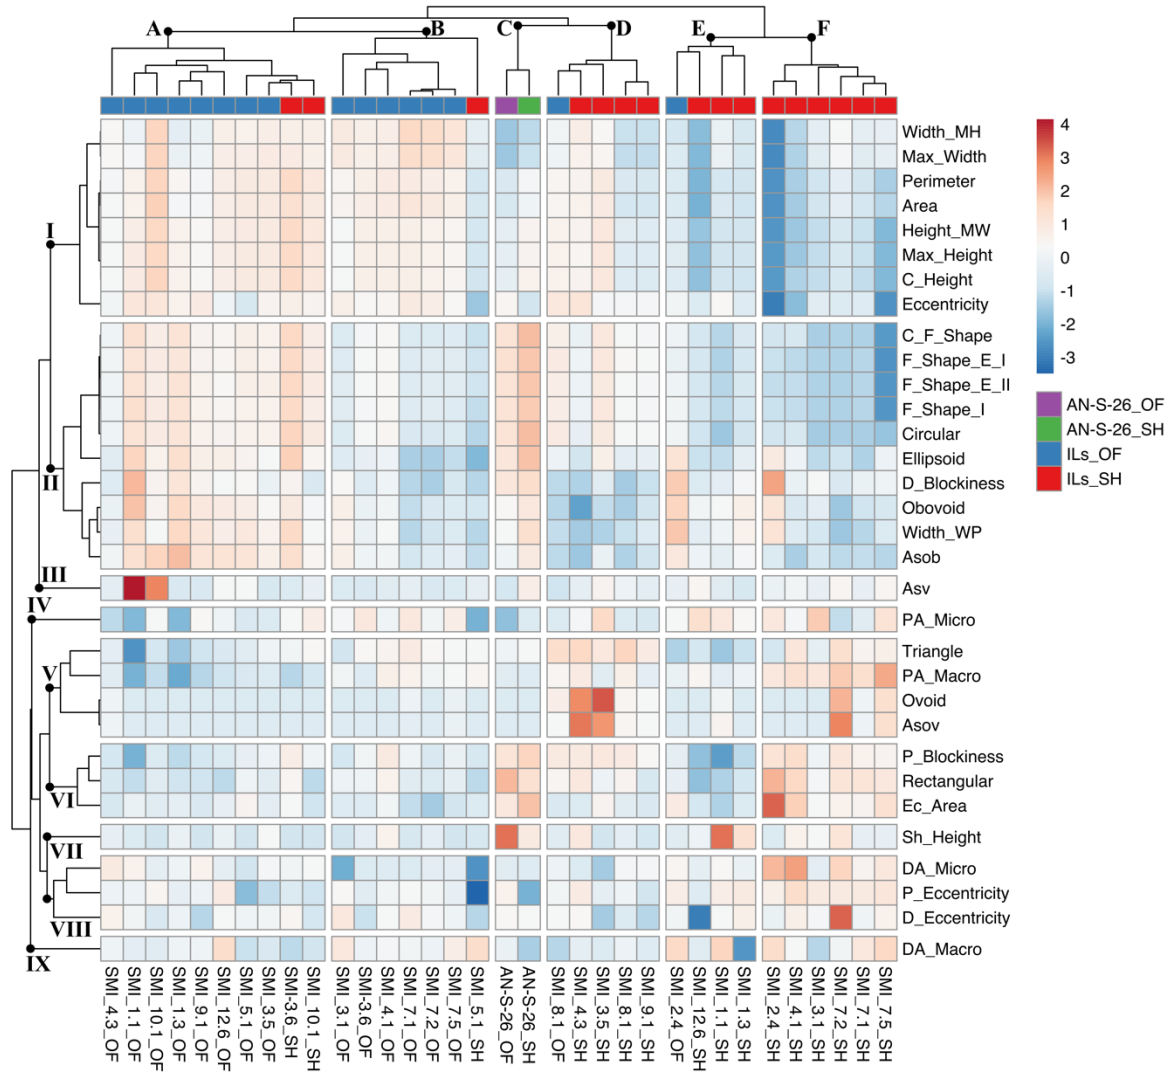 A
B
C
D
E
F
I
II
III
IV
V
VI
VII
VIII
IX
Width_MH
Max_Width
Perimeter
Area
Height_MW
Max_Height
C_Height
Eccentricity
C_F_Shape
F_Shape_E_I
F_Shape_E_II
F_Shape_I
Circular
Ellipsoid
D_Blockiness
Obovoid
Width_WP
Asob
Asv
PA_Micro
Triangle
PA_Macro
Ovoid
Asov
P_Blockiness
Rectangular
Ec_Area
Sh_Height
DA_Micro
P_Eccentricity
D_Eccentricity
DA_Macro
4
3
2
1
0
-1
-2
-3
AN-S-26_OF
AN-S-26_SH
ILs_OF
ILs_SH
SMI_4.3_OF
SMI_1.1_OF
SMI_10.1_OF
SMI_1.3_OF
SMI_9.1_OF
SMI_12.6_OF
SMI_5.1_OF
SMI_3.5_OF
SMI-3.6_SH
SMI_10.1_SH
SMI_3.1_OF
SMI-3.6_OF
SMI_4.1_OF
SMI_7.1_OF
SMI_7.2_OF
SMI_7.5_OF
SMI_5.1_SH
AN-S-26_OF
AN-S-26_SH
SMI_8.1_OF
SMI_4.3_SH
SMI_3.5_SH
SMI_8.1_SH
SMI_9.1_SH
SMI_2.4_OF
SMI_12.6_SH
SMI_1.1_SH
SMI_1.3_SH
SMI_2.4_SH
SMI_4.1_SH
SMI_3.1_SH
SMI_7.2_SH
SMI_7.1_SH
SMI_7.5_SH